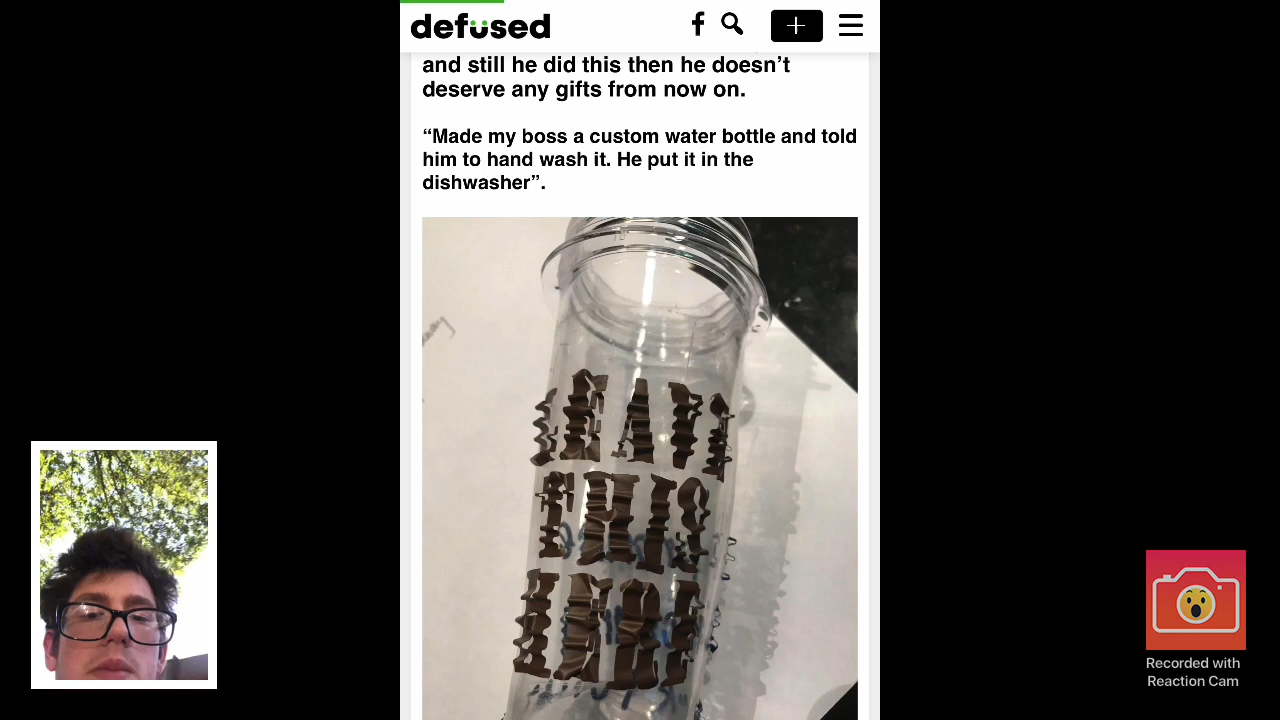 defused
and still he did this then he doesn’t
deserve any gifts from now on.
“Made my boss a custom water bottle and told
him to hand wash it. He put it in the
dishwasher”.
THIS
Recorded with
Reaction Cam